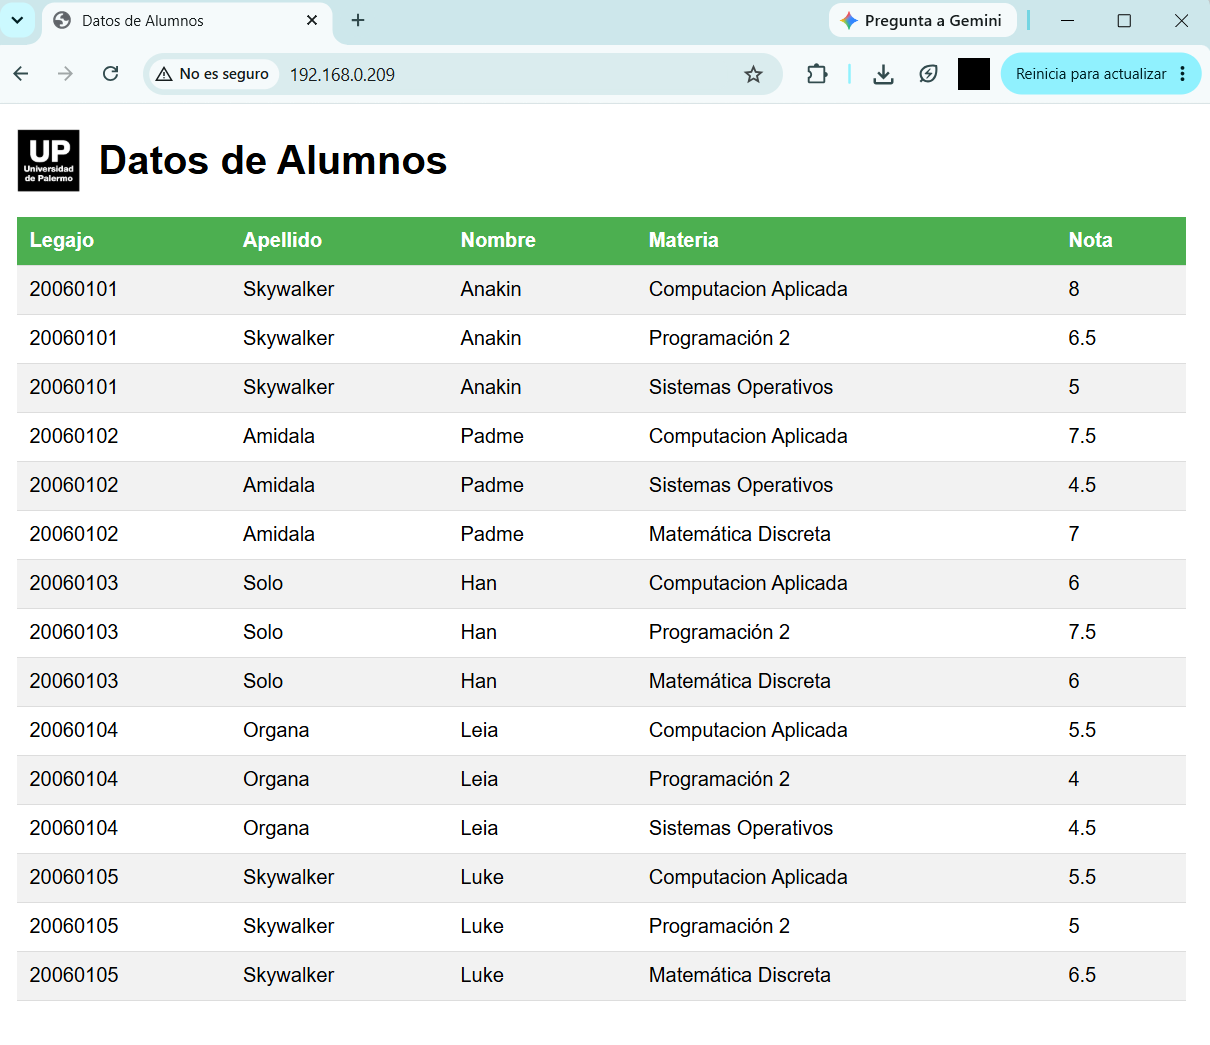 Datos de Alumnos
Pregunta a Gemini
No es seguro 192.168.0.209
Reinicia para actualizar
UP
Universidad
de Palermo
Datos de Alumnos
Legajo Apellido Nombre Materia Nota
20060101 Skywalker Anakin Computacion Aplicada 8
20060101 Skywalker Anakin Programación 2 6.5
20060101 Skywalker Anakin Sistemas Operativos 5
20060102 Amidala Padme Computacion Aplicada 7.5
20060102 Amidala Padme Sistemas Operativos 4.5
20060102 Amidala Padme Matemática Discreta 7
20060103 Solo Han Computacion Aplicada 6
20060103 Solo Han Programación 2 7.5
20060103 Solo Han Matemática Discreta 6
20060104 Organa Leia Computacion Aplicada 5.5
20060104 Organa Leia Programación 2 4
20060104 Organa Leia Sistemas Operativos 4.5
20060105 Skywalker Luke Computacion Aplicada 5.5
20060105 Skywalker Luke Programación 2 5
20060105 Skywalker Luke Matemática Discreta 6.5